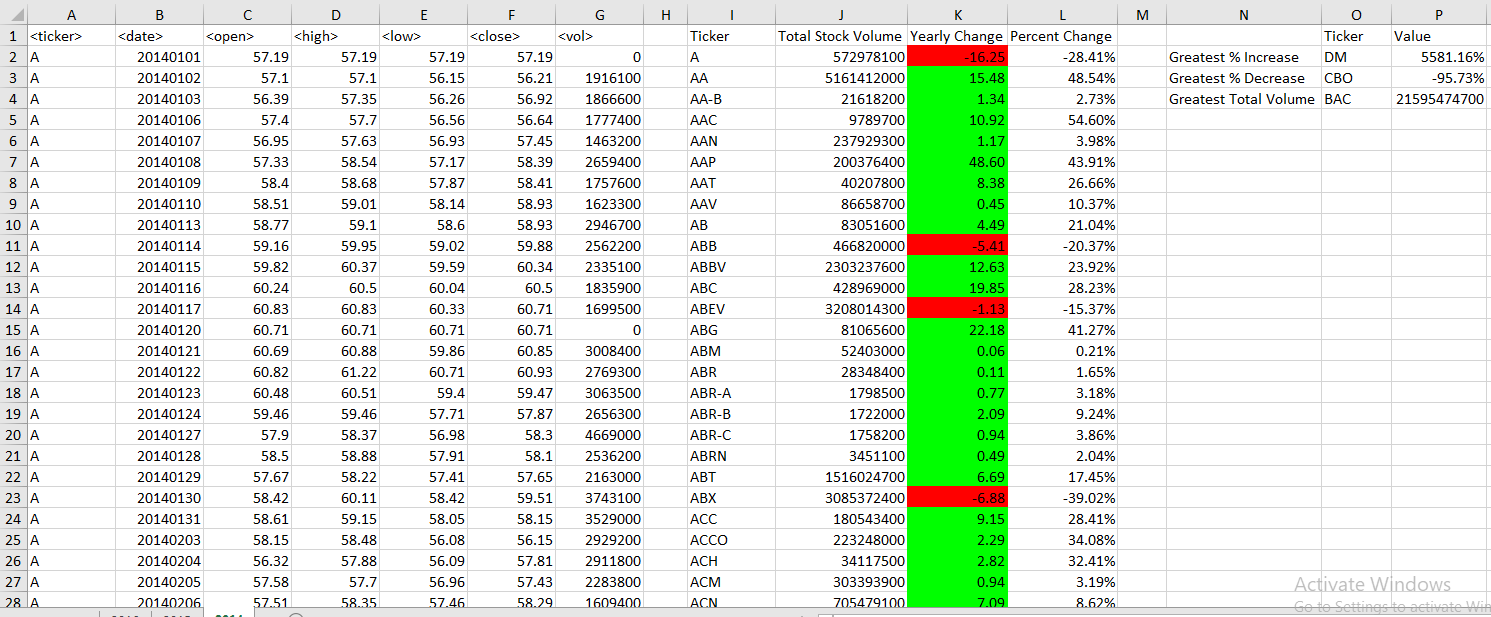 A B C D E F G H I J K L M N O P
1 <ticker> <date> <open> <high> <low> <close> <vol> Ticker Total Stock Volume Yearly Change Percent Change Ticker Value
2 A 20140101 57.19 57.19 57.19 57.19 0 A 572978100 -16.25 -28.41% Greatest % Increase DM 5581.16%
3 A 20140102 57.1 57.1 56.15 56.21 1916100 AA 5161412000 15.48 48.54% Greatest % Decrease CBO -95.73%
4 A 20140103 56.39 57.35 56.26 56.92 1866600 AA-B 21618200 1.34 2.73% Greatest Total Volume BAC 21595474700
5 A 20140106 57.4 57.7 56.56 56.64 1777400 AAC 9789700 10.92 54.60%
6 A 20140107 56.95 57.63 56.93 57.45 1463200 AAN 237929300 1.17 3.98%
7 A 20140108 57.33 58.54 57.17 58.39 2659400 AAP 200376400 48.60 43.91%
8 A 20140109 58.4 58.68 57.87 58.41 1757600 AAT 40207800 8.38 26.66%
9 A 20140110 58.51 59.01 58.14 58.93 1623300 AAV 86658700 0.45 10.37%
10 A 20140113 58.77 59.1 58.6 58.93 2946700 AB 83051600 4.49 21.04%
11 A 20140114 59.16 59.95 59.02 59.88 2562200 ABB 466820000 -5.41 -20.37%
12 A 20140115 59.82 60.37 59.59 60.34 2335100 ABBV 2303237600 12.63 23.92%
13 A 20140116 60.24 60.5 60.04 60.5 1835900 ABC 428969000 19.85 28.23%
14 A 20140117 60.83 60.83 60.33 60.71 1699500 ABEV 3208014300 -1.13 -15.37%
15 A 20140120 60.71 60.71 60.71 60.71 0 ABG 81065600 22.18 41.27%
16 A 20140121 60.69 60.88 59.86 60.85 3008400 ABM 52403000 0.06 0.21%
17 A 20140122 60.82 61.22 60.71 60.93 2769300 ABR 28348400 0.11 1.65%
18 A 20140123 60.48 60.51 59.4 59.47 3063500 ABR-A 1798500 0.77 3.18%
19 A 20140124 59.46 59.46 57.71 57.87 2656300 ABR-B 1722000 2.09 9.24%
20 A 20140127 57.9 58.37 56.98 58.3 4669000 ABR-C 1758200 0.94 3.86%
21 A 20140128 58.5 58.88 57.91 58.1 2536200 ABRN 3451100 0.49 2.04%
22 A 20140129 57.67 58.22 57.41 57.65 2163000 ABT 1516024700 6.69 17.45%
23 A 20140130 58.42 60.11 58.42 59.51 3743100 ABX 3085372400 -6.88 -39.02%
24 A 20140131 58.61 59.15 58.05 58.15 3529000 ACC 180543400 9.15 28.41%
25 A 20140203 58.15 58.48 56.08 56.15 2929200 ACCO 223248000 2.29 34.08%
26 A 20140204 56.32 57.88 56.09 57.81 2911800 ACH 34117500 2.82 32.41%
27 A 20140205 57.58 57.7 56.96 57.43 2283800 ACM 303393900 0.94 3.19%
28 A 20140206 57.51 58.35 57.46 58.29 1609400 ACN 705479100 7.09 8.62%
Activate Windows
Go to Settings to activate Win